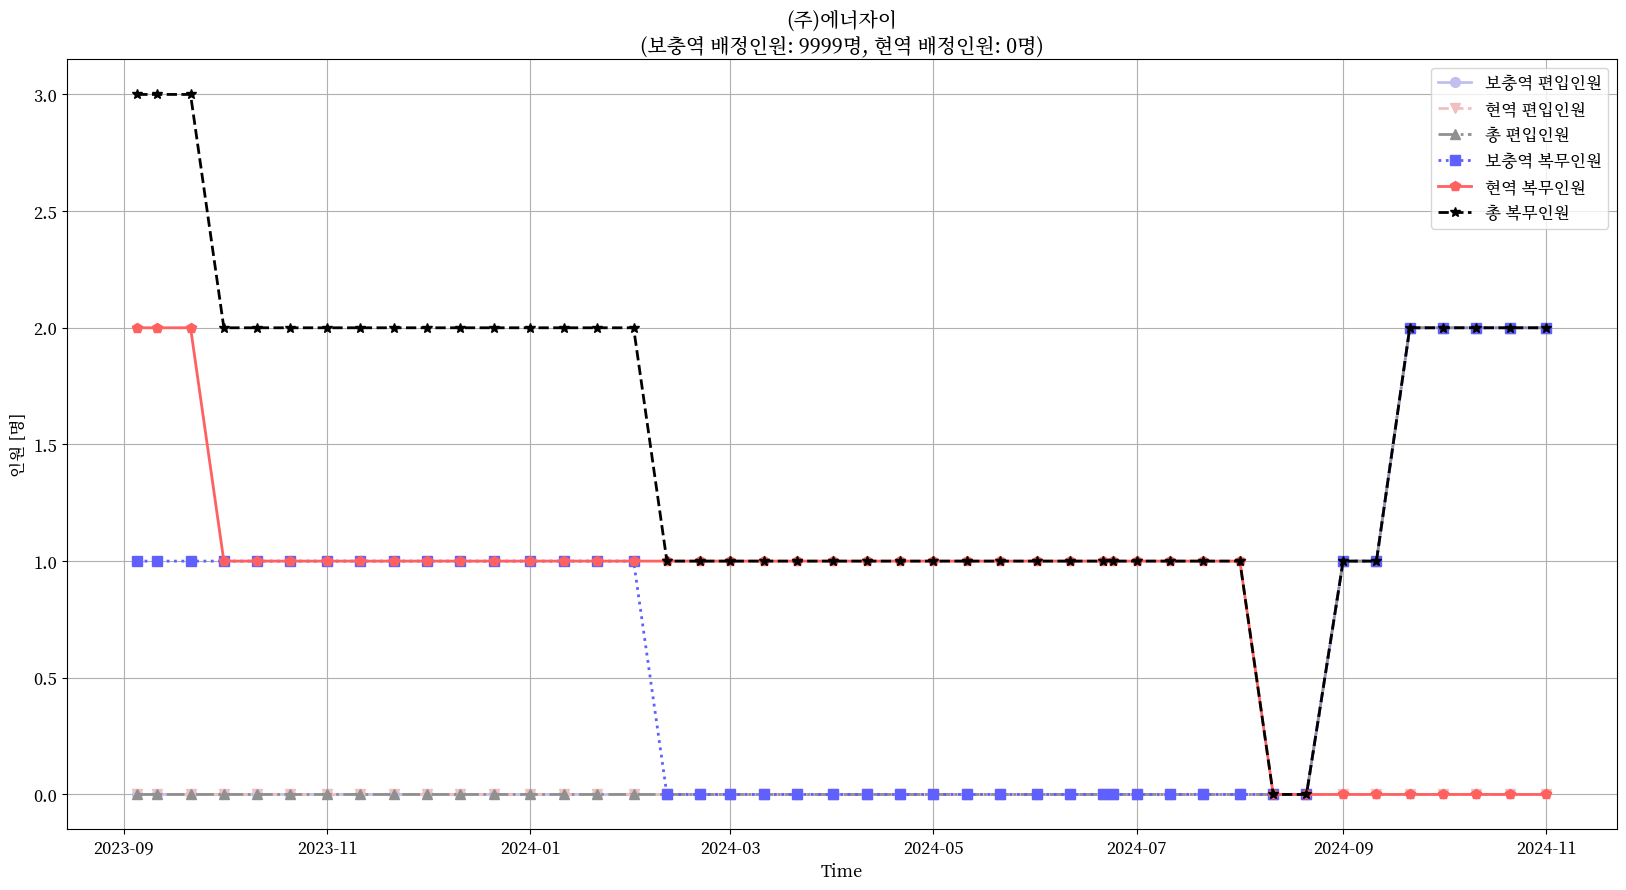 (주)에너자이
(보충역 배정인원: 9999명, 현역 배정인원: 0명)
보충역 편입인원
현역 편입인원
총 편입인원
보충역 복무인원
현역 복무인원
총 복무인원
3.0
2.5
2.0
1.5
1.0
0.5
0.0
인원 [명]
2023-09 2023-11 2024-01 2024-03 2024-05 2024-07 2024-09 2024-11
Time